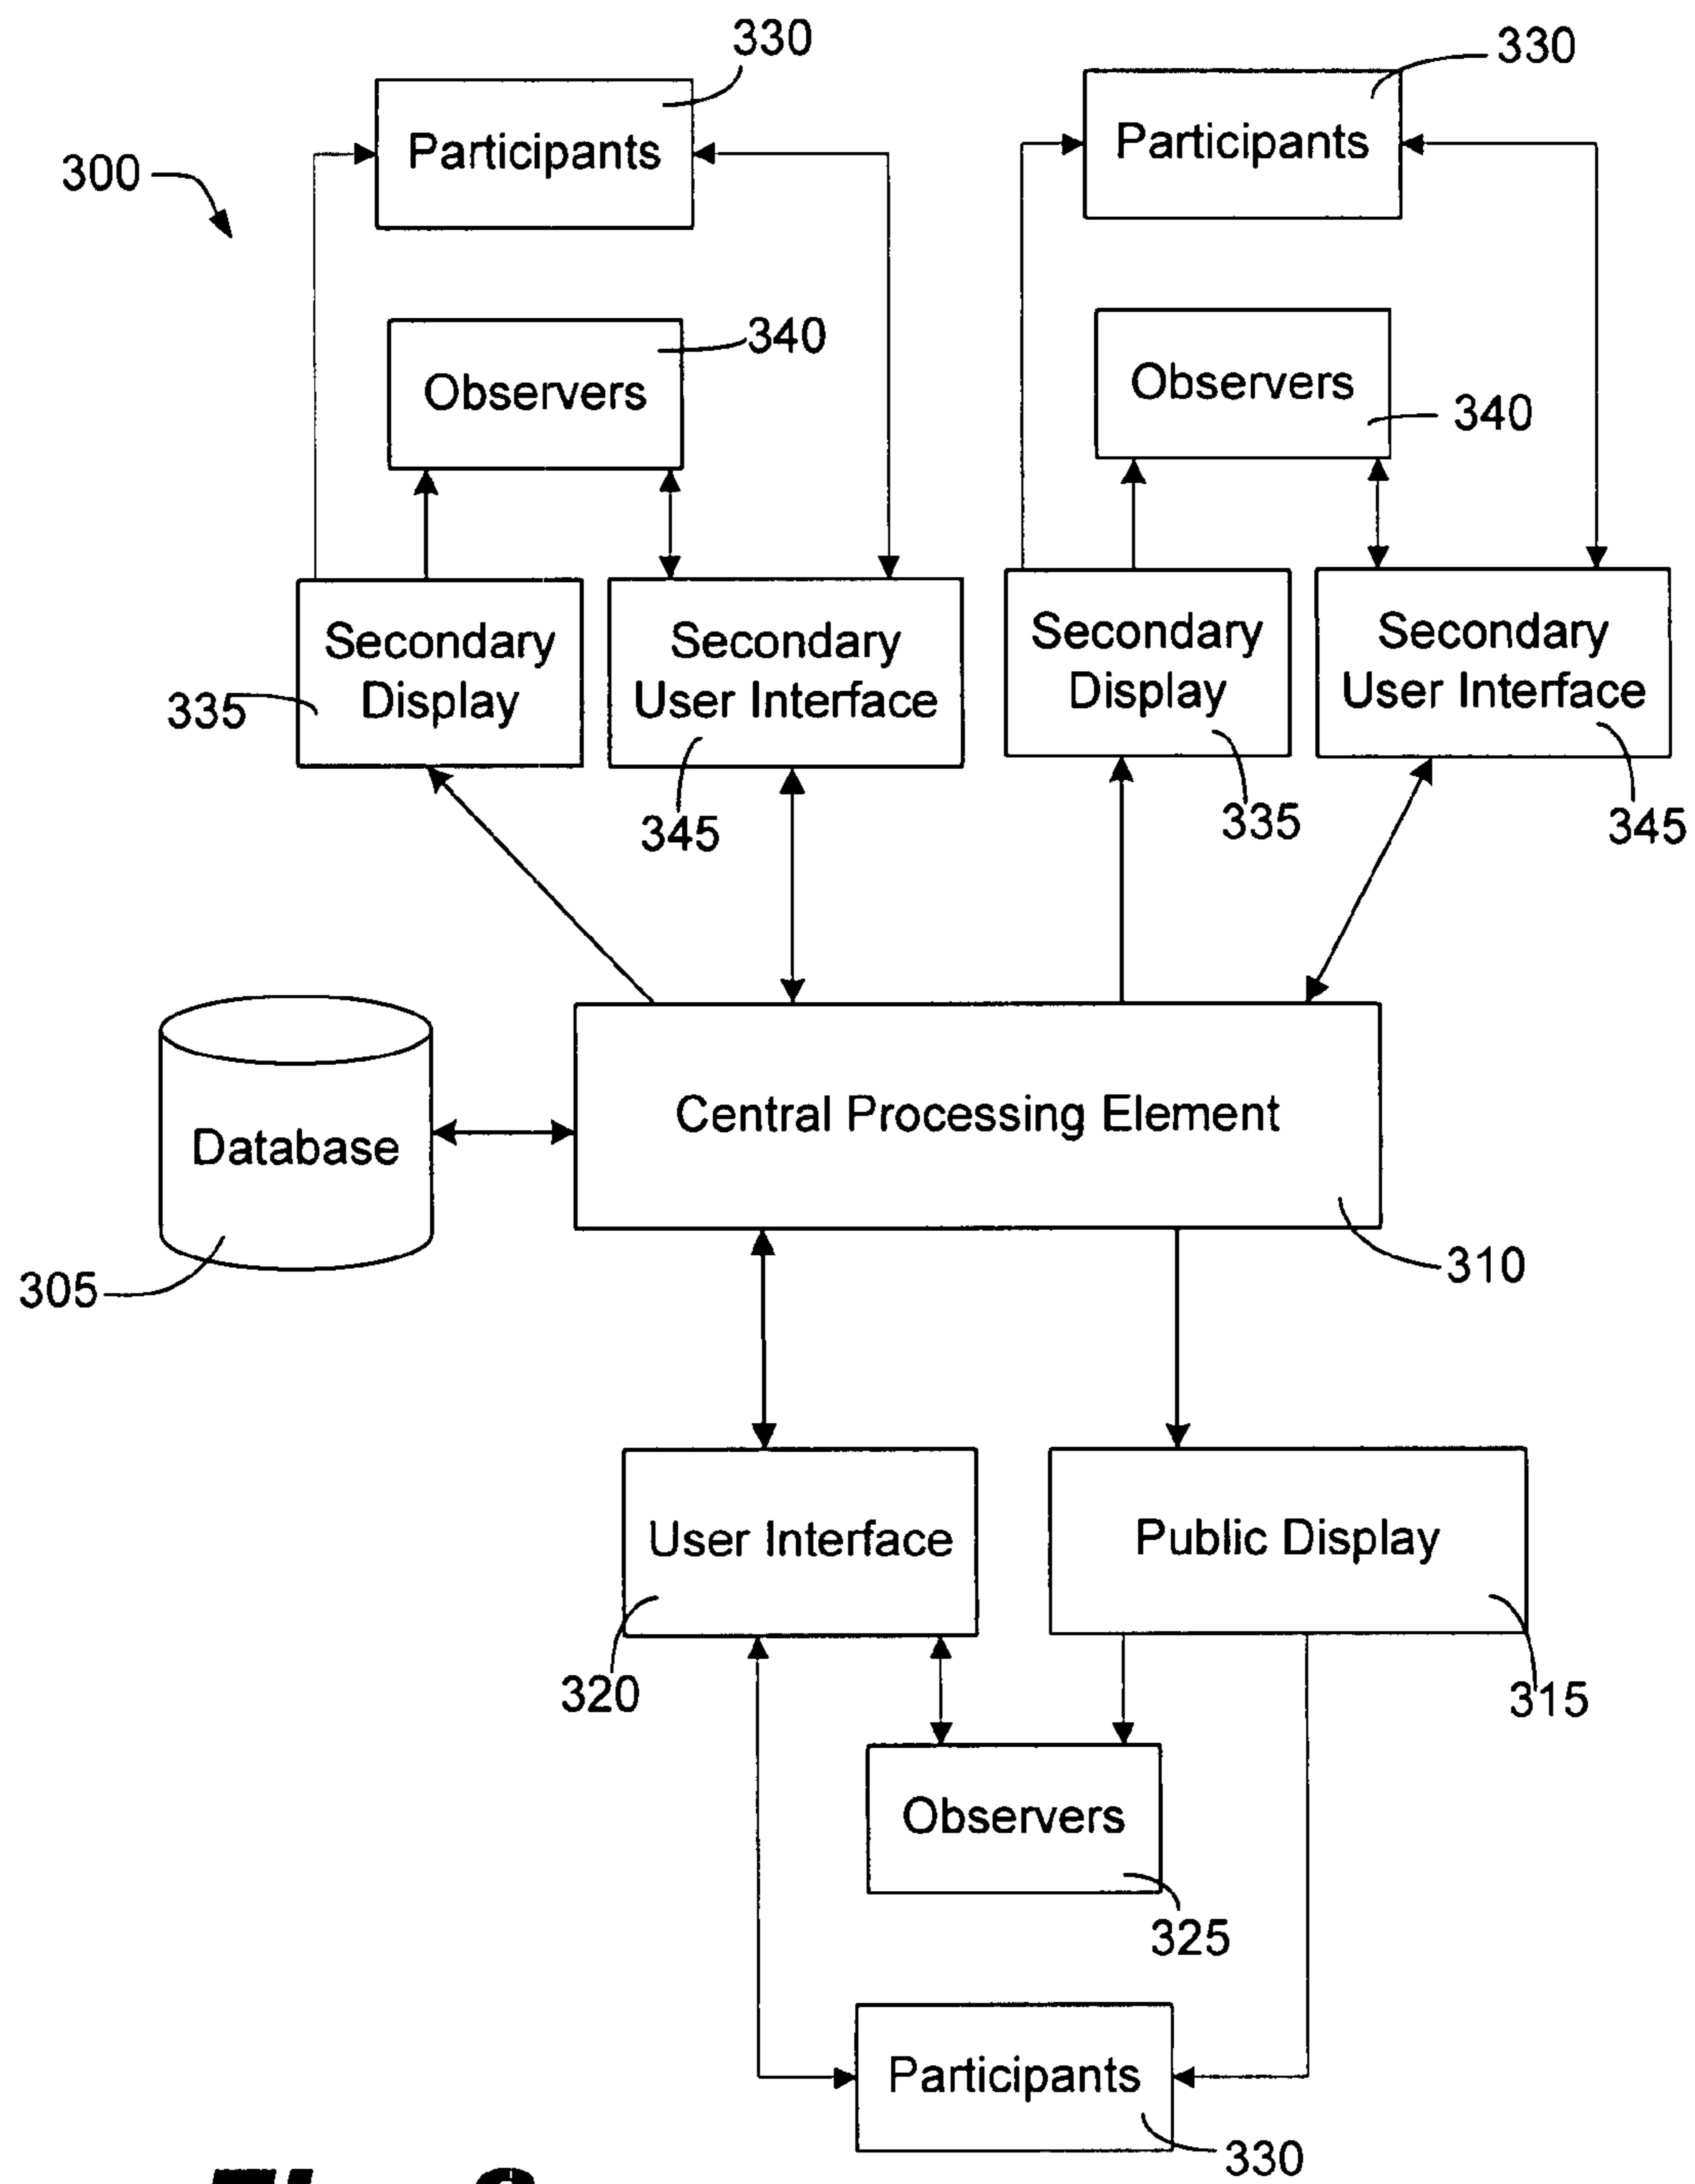 330
330
Participants
Participants
300
340
Observers
Observers
340
Secondary
Display
Secondary
User Interface
Secondary
Display
Secondary
User Interface
335
345
335
345
Database
Central Processing Element
305
310
User Interface
Public Display
320
315
Observers
325
Participants
330